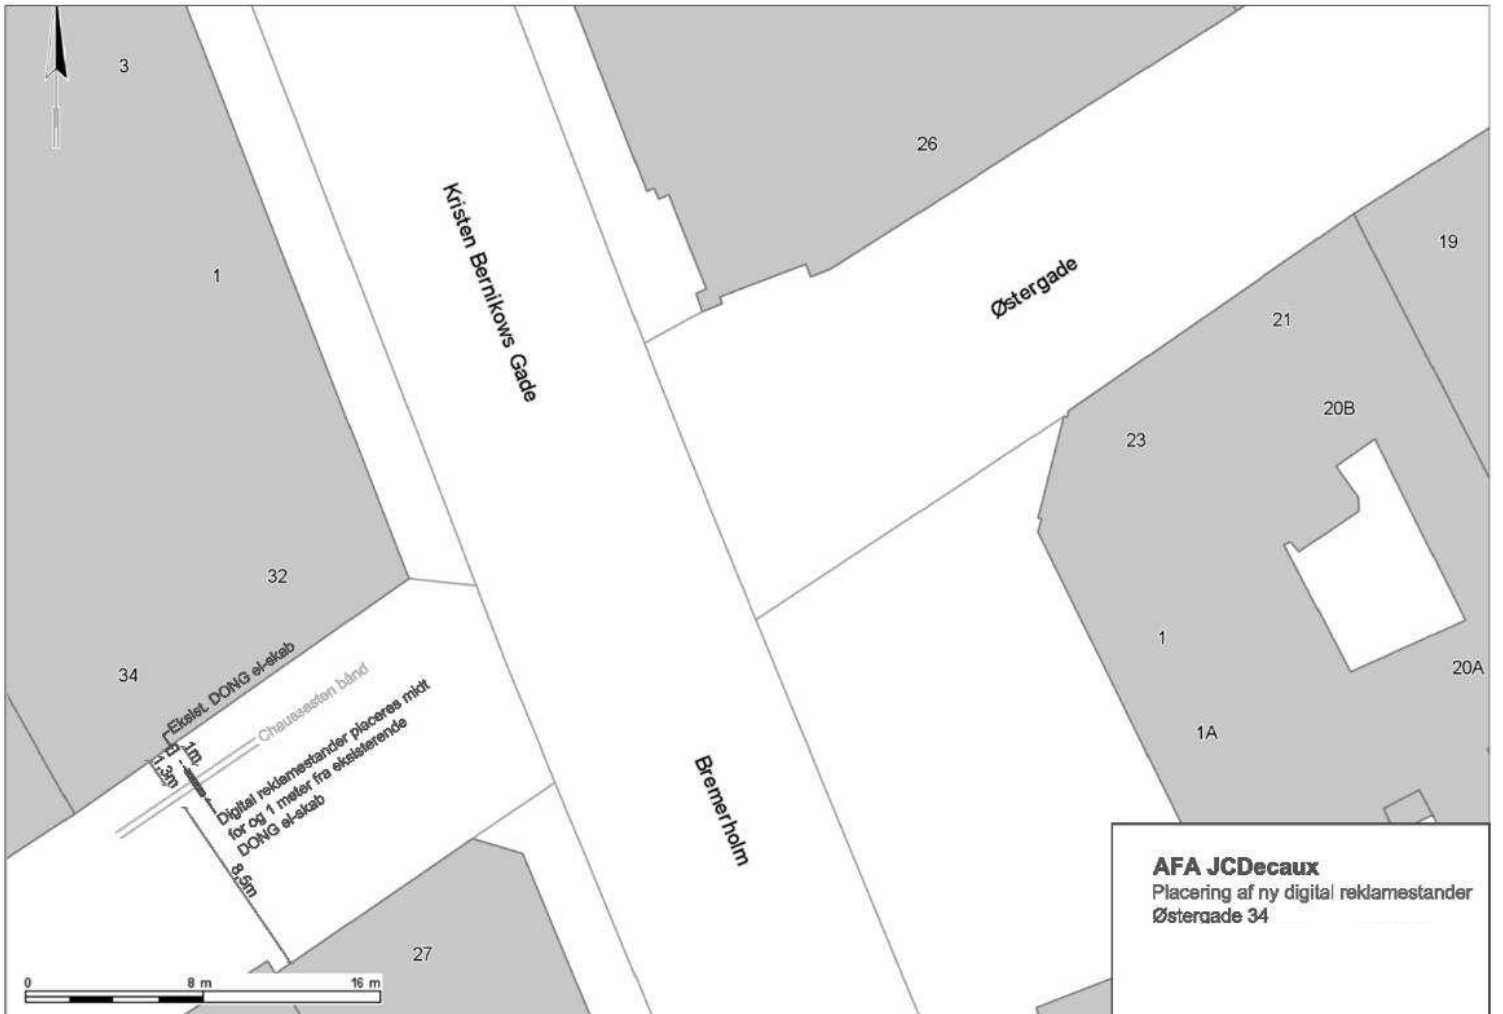 3
26
19
1
Kristen Bernikows Gade
Østergade
21
20B
23
32
34
1
20A
1A
Eksist. DONG el-skab
Chaussesten bånd
1m.
1,3m
Digital reklamestander placeres midt
for og 1 meter fra eksisterende
DONG el-skab
8,5m
Bremerholm
27
0 8 m 16 m
AFA JCDecaux
Placering af ny digital reklamestander
Østergade 34